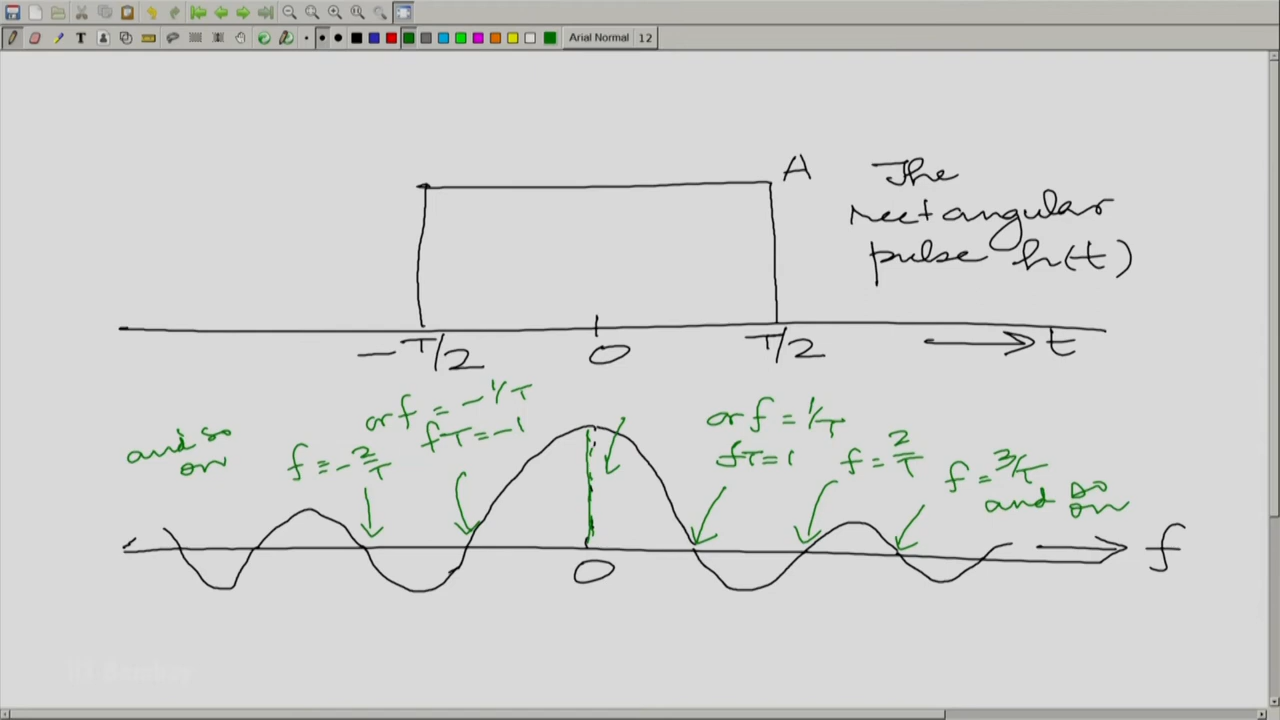 Arial Normal 12
A
The
rectangular
pulse h(t)
-T/2
0
T/2
t
or f = -1/T
fT = -1
and so
on
f = -2/T
or f = 1/T
fT = 1
f = 2/T
f = 3/T
and so
on
0
f